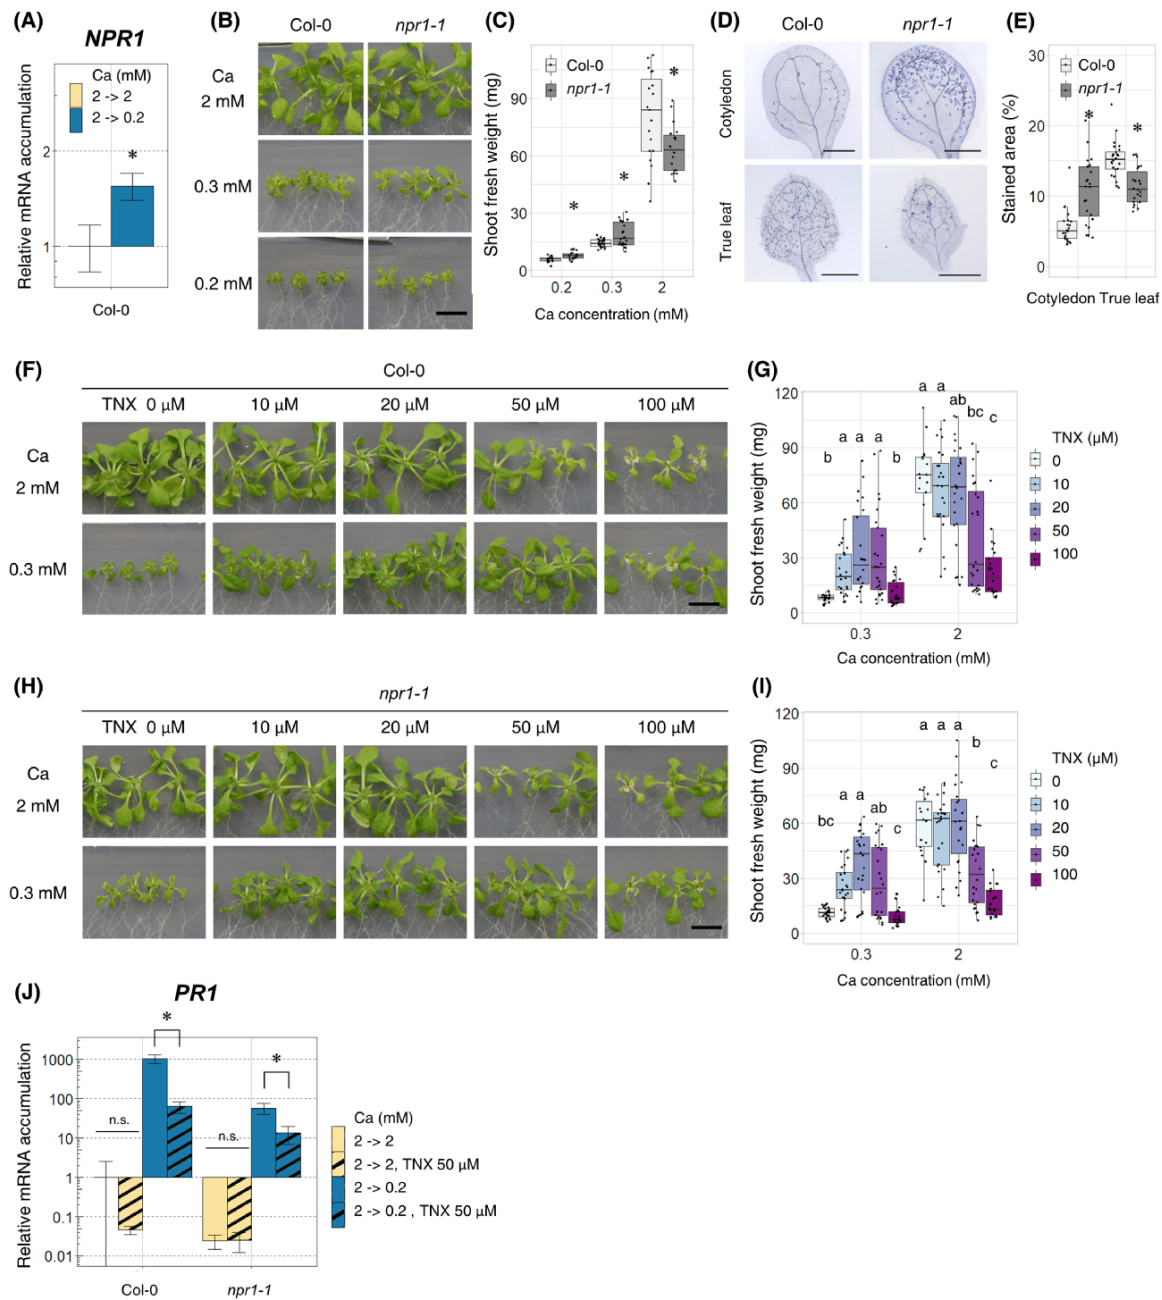 (A)
NPR1
Relative mRNA accumulation
Ca (mM)
2 -> 2
2 -> 0.2
2
1
*
Col-0
(B)
Col-0
npr1-1
Ca
2 mM
0.3 mM
0.2 mM
(C)
Shoot fresh weight (mg)
Col-0
npr1-1
90
60
30
0
*
*
*
0.2
0.3
2
Ca concentration (mM)
(D)
Col-0
npr1-1
Cotyledon
True leaf
(E)
Stained area (%)
Col-0
npr1-1
30
20
10
0
*
*
Cotyledon True leaf
(F)
Col-0
TNX 0 µM
10 µM
20 µM
50 µM
100 µM
Ca
2 mM
0.3 mM
(G)
Shoot fresh weight (mg)
120
90
60
30
0
b
a
a
a
b
a
a
ab
bc
c
0.3
2
Ca concentration (mM)
TNX (µM)
0
10
20
50
100
(H)
npr1-1
TNX 0 µM
10 µM
20 µM
50 µM
100 µM
Ca
2 mM
0.3 mM
(I)
Shoot fresh weight (mg)
120
90
60
30
0
bc
a
a
ab
c
a
a
a
b
c
0.3
2
Ca concentration (mM)
TNX (µM)
0
10
20
50
100
(J)
PR1
Relative mRNA accumulation
1000
100
10
1
0.1
0.01
n.s.
*
n.s.
*
Col-0
npr1-1
Ca (mM)
2 -> 2
2 -> 2, TNX 50 µM
2 -> 0.2
2 -> 0.2 , TNX 50 µM